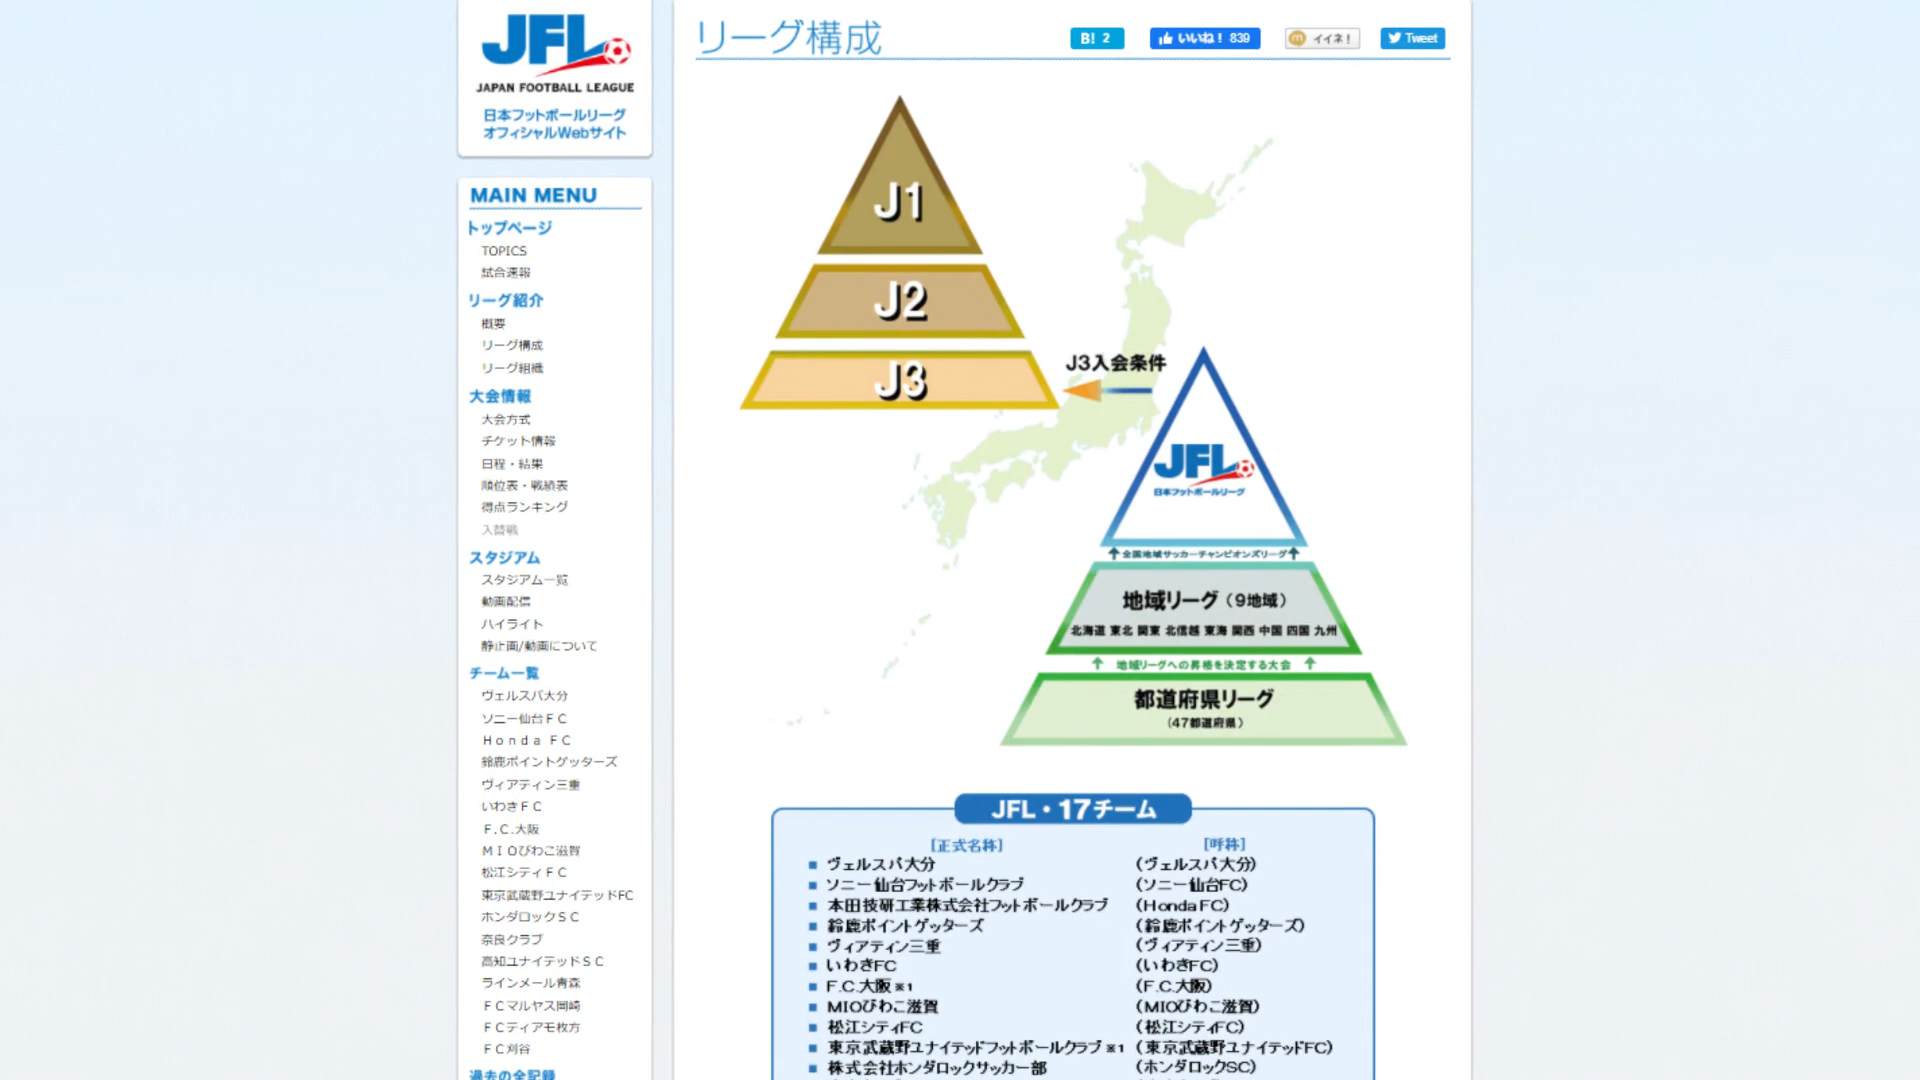 JFL
JAPAN FOOTBALL LEAGUE
日本フットボールリーグ
オフィシャルWebサイト
MAIN MENU
トップページ
TOPICS
試合速報
リーグ紹介
概要
リーグ構成
リーグ組織
大会情報
大会方式
チケット情報
日程・結果
順位表・戦績表
得点ランキング
入替戦
スタジアム
スタジアム一覧
動画配信
ハイライト
静止画/動画について
チーム一覧
ヴェルスパ大分
ソニー仙台ＦＣ
Ｈｏｎｄａ ＦＣ
鈴鹿ポイントゲッターズ
ヴィアティン三重
いわきＦＣ
Ｆ.Ｃ.大阪
ＭＩＯびわこ滋賀
松江シティＦＣ
東京武蔵野ユナイテッドFC
ホンダロックＳＣ
奈良クラブ
高知ユナイテッドＳＣ
ラインメール青森
ＦＣマルヤス岡崎
ＦＣティアモ枚方
ＦＣ刈谷
過去の全記録
リーグ構成
B! 2
いいね！ 839
イイネ！
Tweet
J1
J2
J3
J3入会条件
JFL
日本フットボールリーグ
全国地域サッカーチャンピオンズリーグ
地域リーグ（9地域）
北海道 東北 関東 北信越 東海 関西 中国 四国 九州
地域リーグへの昇格を決定する大会
都道府県リーグ
（47都道府県）
JFL・17チーム
［正式名称］ ［呼称］
ヴェルスパ大分 （ヴェルスパ大分）
ソニー仙台フットボールクラブ （ソニー仙台FC）
本田技研工業株式会社フットボールクラブ （Honda FC）
鈴鹿ポイントゲッターズ （鈴鹿ポイントゲッターズ）
ヴィアティン三重 （ヴィアティン三重）
いわきFC （いわきFC）
F.C.大阪 ※1 （F.C.大阪）
MIOびわこ滋賀 （MIOびわこ滋賀）
松江シティFC （松江シティFC）
東京武蔵野ユナイテッドフットボールクラブ ※1 （東京武蔵野ユナイテッドFC）
株式会社ホンダロックサッカー部 （ホンダロックSC）